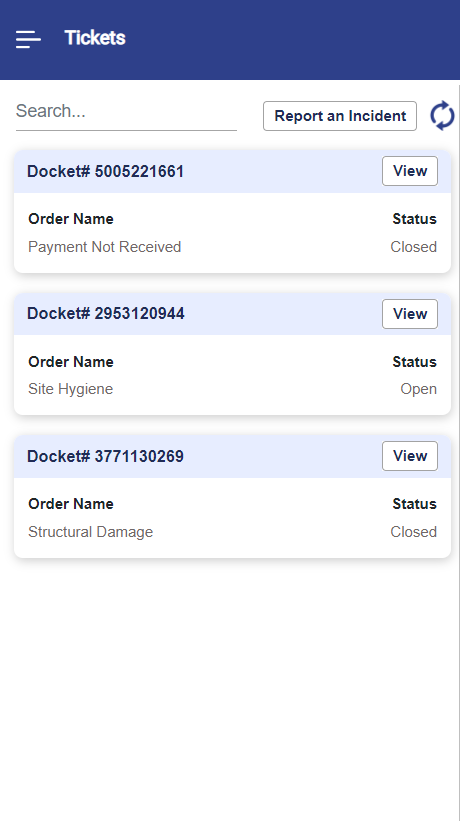 Tickets
Search...
Report an Incident
Docket# 5005221661
View
Order Name
Status
Payment Not Received
Closed
Docket# 2953120944
View
Order Name
Status
Site Hygiene
Open
Docket# 3771130269
View
Order Name
Status
Structural Damage
Closed